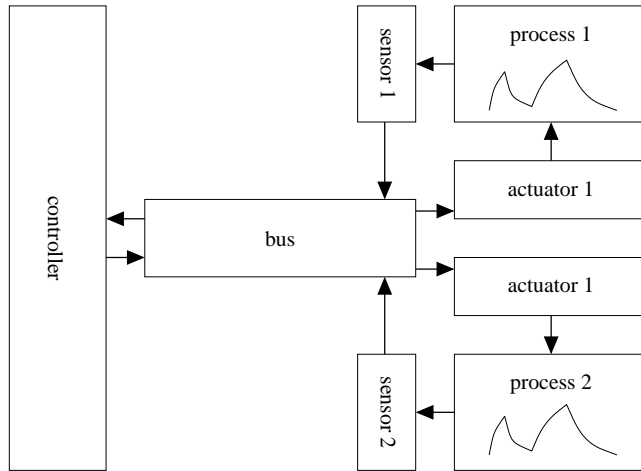 controller
bus
sensor 1
process 1
actuator 1
actuator 1
sensor 2
process 2